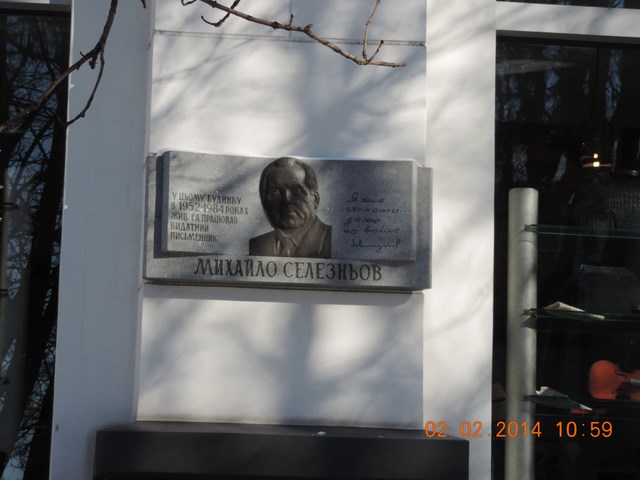 У ЦЬОМУ БУДИНКУ
В 1952-1984 РОКАХ
ЖИВ ТА ПРАЦЮВАВ
ВИДАТНИЙ
ПИСЬМЕННИК
МИХАЙЛО СЕЛЕЗНЬОВ
02.02.2014 10:59